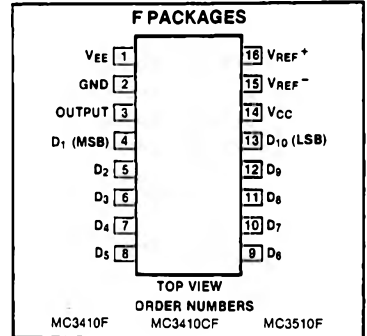 F PACKAGES
VEE 1 16 VREF+
GND 2 15 VREF-
OUTPUT 3 14 VCC
D1 (MSB) 4 13 D10 (LSB)
D2 5 12 D9
D3 6 11 D8
D4 7 10 D7
D5 8 9 D6
TOP VIEW
ORDER NUMBERS
MC3410F MC3410CF MC3510F